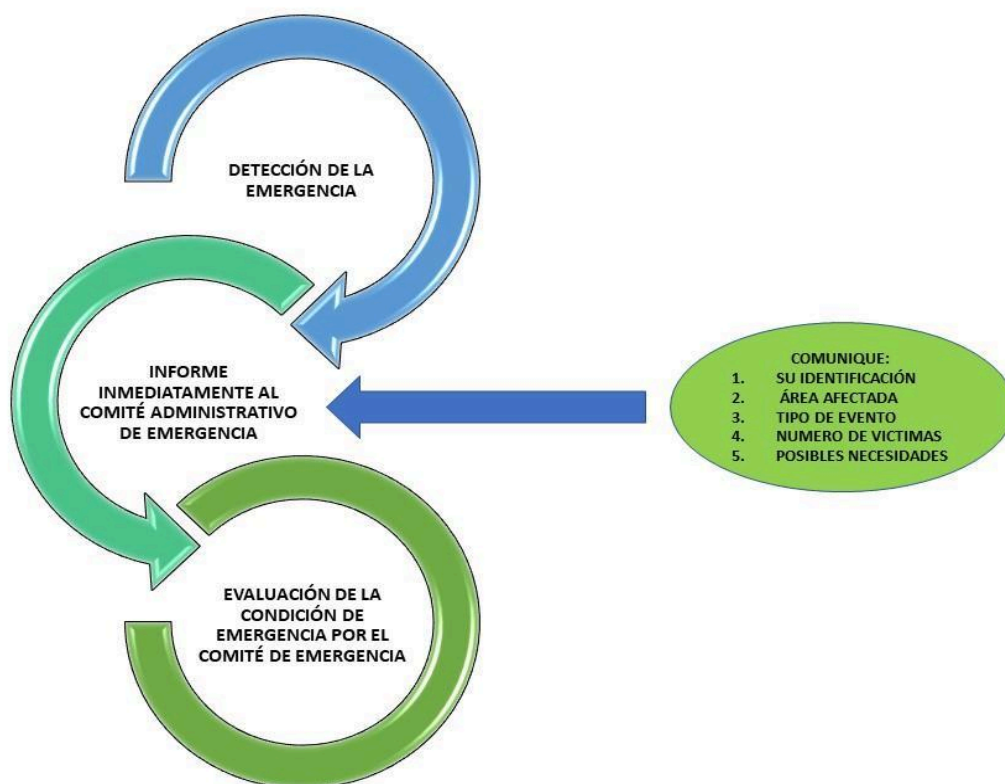 DETECCIÓN DE LA
EMERGENCIA
INFORME
INMEDIATAMENTE AL
COMITÉ ADMINISTRATIVO
DE EMERGENCIA
COMUNIQUE:
1. SU IDENTIFICACIÓN
2. ÁREA AFECTADA
3. TIPO DE EVENTO
4. NUMERO DE VICTIMAS
5. POSIBLES NECESIDADES
EVALUACIÓN DE LA
CONDICIÓN DE
EMERGENCIA POR EL
COMITÉ DE EMERGENCIA